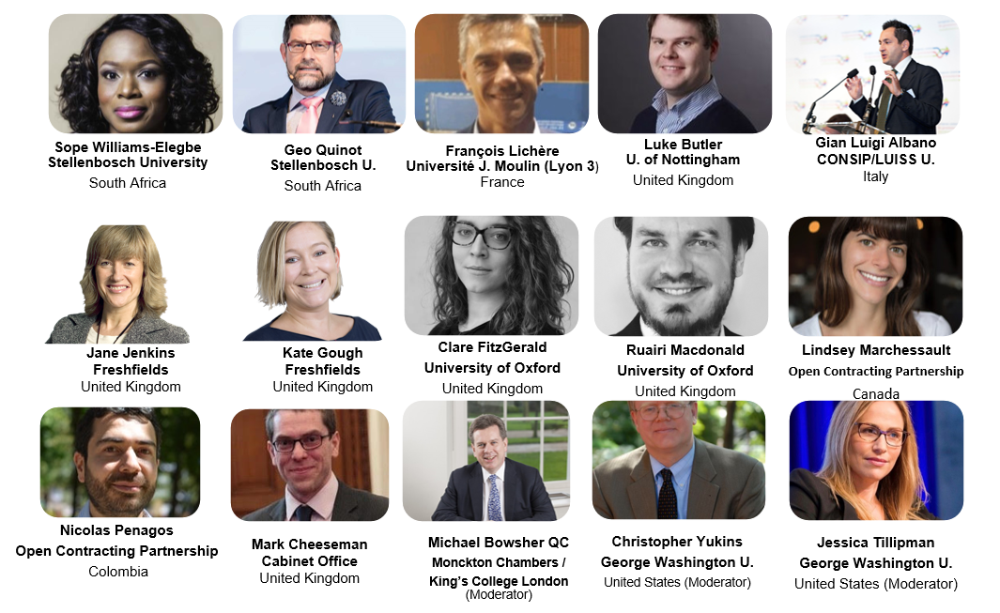 Sope Williams-Elegbe
Stellenbosch University
South Africa
Geo Quinot
Stellenbosch U.
South Africa
François Lichère
Université J. Moulin (Lyon 3)
France
Luke Butler
U. of Nottingham
United Kingdom
Gian Luigi Albano
CONSIP/LUISS U.
Italy
Jane Jenkins
Freshfields
United Kingdom
Kate Gough
Freshfields
United Kingdom
Clare FitzGerald
University of Oxford
United Kingdom
Ruairi Macdonald
University of Oxford
United Kingdom
Lindsey Marchessault
Open Contracting Partnership
Canada
Nicolas Penagos
Open Contracting Partnership
Colombia
Mark Cheeseman
Cabinet Office
United Kingdom
Michael Bowsher QC
Monckton Chambers /
King's College London
(Moderator)
Christopher Yukins
George Washington U.
United States (Moderator)
Jessica Tillipman
George Washington U.
United States (Moderator)